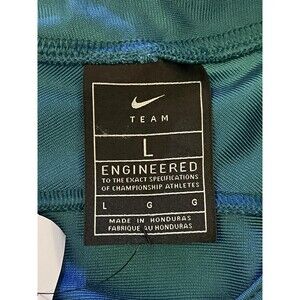 TEAM
L
ENGINEERED
TO THE EXACT SPECIFICATIONS
OF CHAMPIONSHIP ATHLETES
L G G
MADE IN HONDURAS
FABRIQUÉ AU HONDURAS